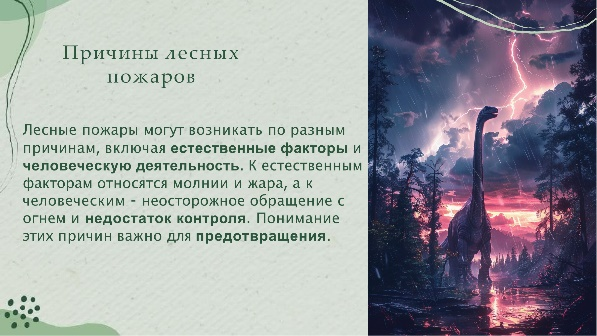 Причины лесных
пожаров
Лесные пожары могут возникать по разным
причинам, включая естественные факторы и
человеческую деятельность. К естественным
факторам относятся молнии и жара, а к
человеческим - неосторожное обращение с
огнем и недостаток контроля. Понимание
этих причин важно для предотвращения.